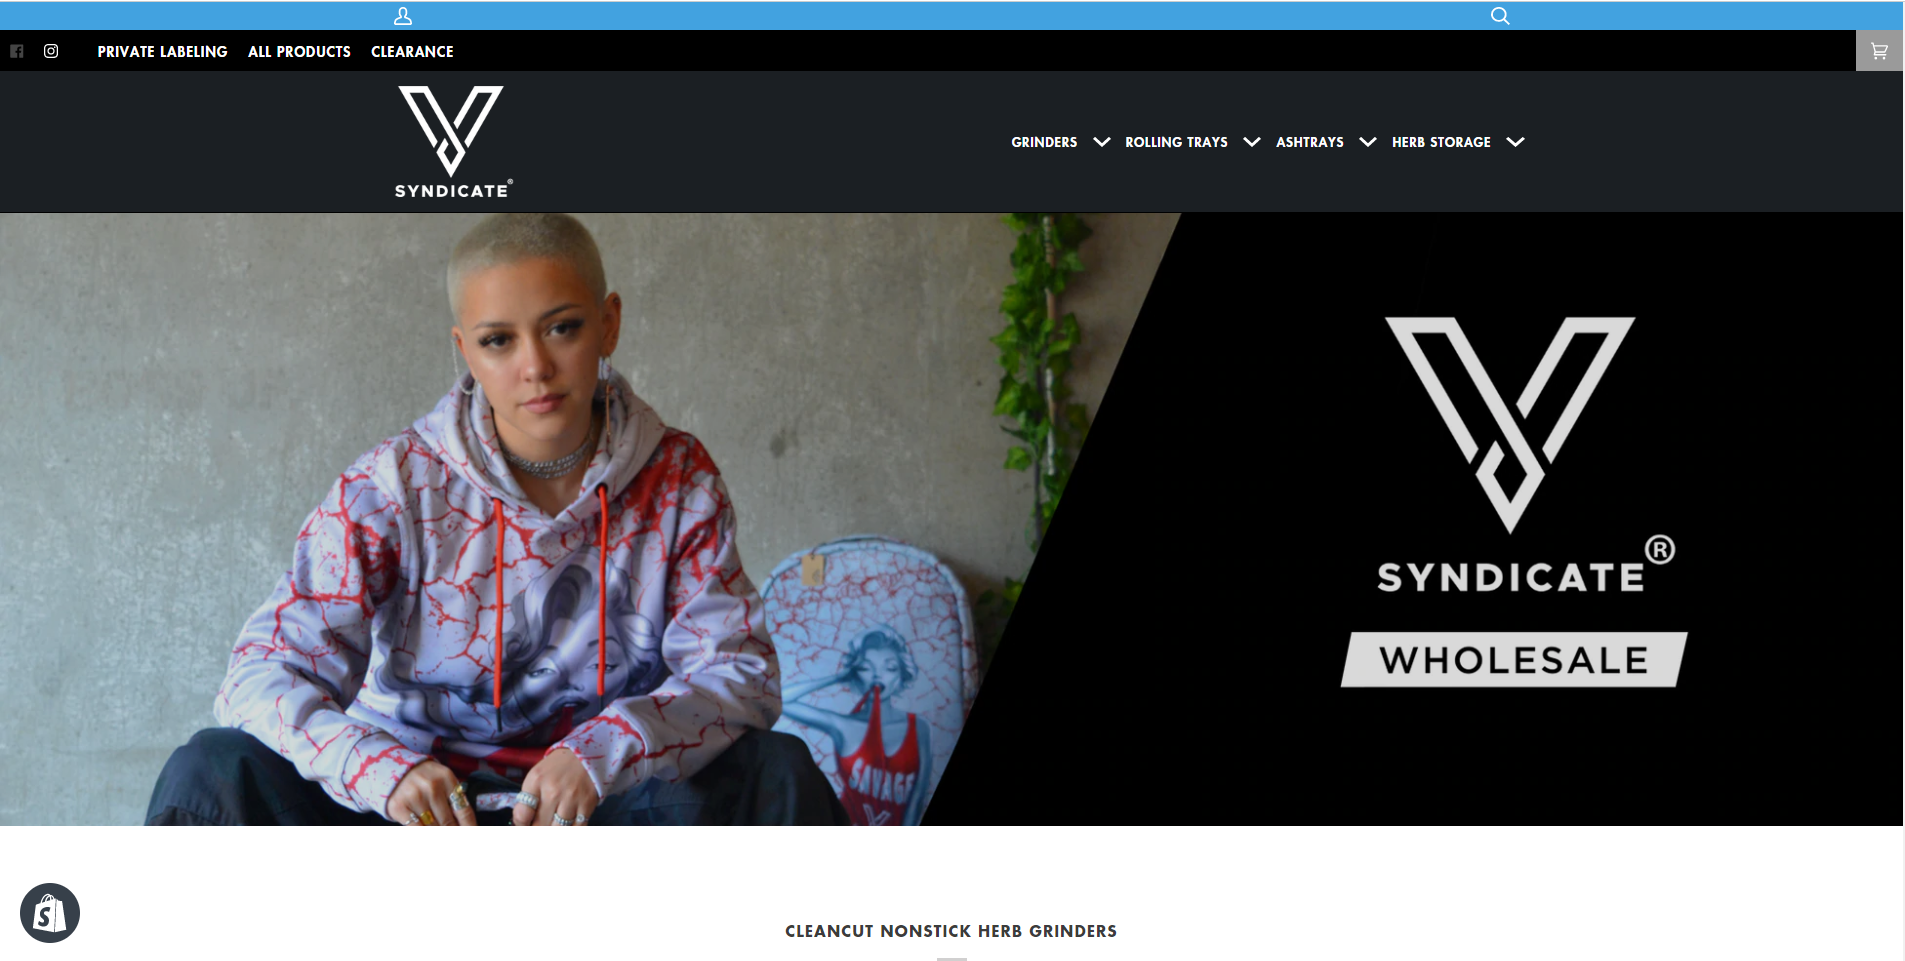 PRIVATE LABELING ALL PRODUCTS CLEARANCE
SYNDICATE®
GRINDERS ROLLING TRAYS ASHTRAYS HERB STORAGE
SAVAGE
SYNDICATE®
WHOLESALE
S
CLEANCUT NONSTICK HERB GRINDERS